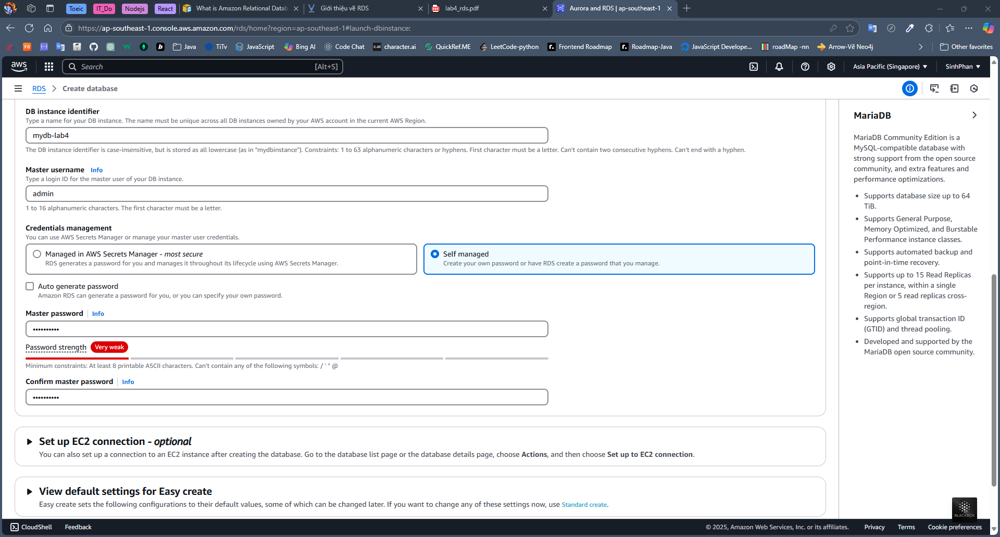 Toeic
IT_Do
Nodejs
React
What is Amazon Relational Datab
Giới thiệu về RDS
lab4_rds.pdf
Aurora and RDS | ap-southeast-1
https://ap-southeast-1.console.aws.amazon.com/rds/home?region=ap-southeast-1#launch-dbinstance:
F8
Java
TiTv
JavaScript
Bing AI
Code Chat
c.ai
character.ai
QuickRef.ME
LeetCode-python
Frontend Roadmap
Roadmap-Java
JavaScript Develope...
roadMap -nn
Arrow-Vẽ Neo4j
Other favorites
aws
Search
[Alt+S]
Asia Pacific (Singapore)
SinhPhan
RDS
Create database
DB instance identifier
Type a name for your DB instance. The name must be unique across all DB instances owned by your AWS account in the current AWS Region.
mydb-lab4
The DB instance identifier is case-insensitive, but is stored as all lowercase (as in "mydbinstance"). Constraints: 1 to 63 alphanumeric characters or hyphens. First character must be a letter. Can't contain two consecutive hyphens. Can't end with a hyphen.
Master username Info
Type a login ID for the master user of your DB instance.
admin
1 to 16 alphanumeric characters. The first character must be a letter.
Credentials management
You can use AWS Secrets Manager or manage your master user credentials.
Managed in AWS Secrets Manager - most secure
RDS generates a password for you and manages it throughout its lifecycle using AWS Secrets Manager.
Self managed
Create your own password or have RDS create a password that you manage.
Auto generate password
Amazon RDS can generate a password for you, or you can specify your own password.
Master password Info
••••••••••
Password strength Very weak
Minimum constraints: At least 8 printable ASCII characters. Can't contain any of the following symbols: / ' " @
Confirm master password Info
••••••••••
Set up EC2 connection - optional
You can also set up a connection to an EC2 instance after creating the database. Go to the database list page or the database details page, choose Actions, and then choose Set up to EC2 connection.
View default settings for Easy create
Easy create sets the following configurations to their default values, some of which can be changed later. If you want to change any of these settings now, use Standard create.
MariaDB
MariaDB Community Edition is a
MySQL-compatible database with
strong support from the open source
community, and extra features and
performance optimizations.
• Supports database size up to 64
TiB.
• Supports General Purpose,
Memory Optimized, and Burstable
Performance instance classes.
• Supports automated backup and
point-in-time recovery.
• Supports up to 15 Read Replicas
per instance, within a single
Region or 5 read replicas cross-
region.
• Supports global transaction ID
(GTID) and thread pooling.
• Developed and supported by the
MariaDB open source community.
BLACKBOX
CloudShell
Feedback
© 2025, Amazon Web Services, Inc. or its affiliates.
Privacy
Terms
Cookie preferences